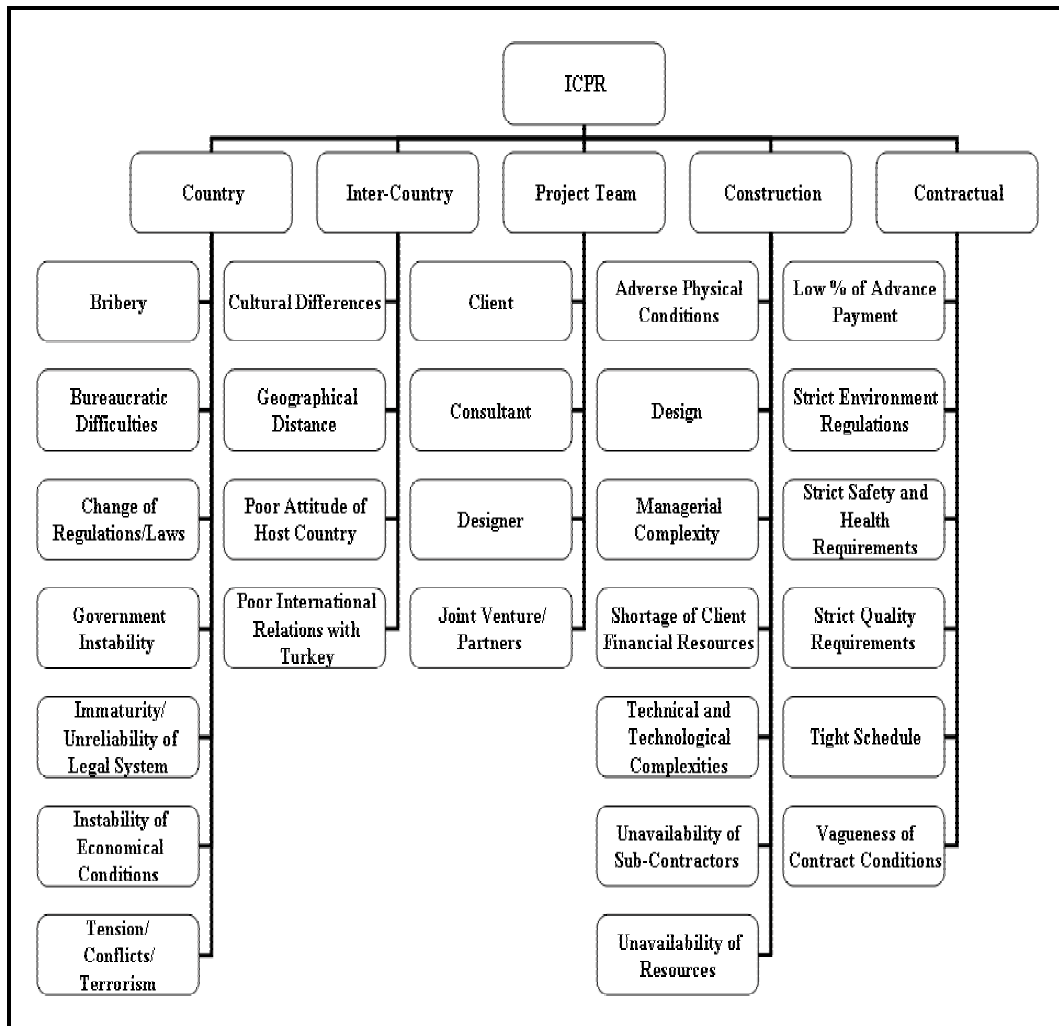 ICPR
Country
Inter-Country
Project Team
Construction
Contractual
Bribery
Bureaucratic
Difficulties
Change of
Regulations/Laws
Government
Instability
Immaturity/
Unreliability of
Legal System
Instability of
Economical
Conditions
Tension/
Conflicts/
Terrorism
Cultural Differences
Geographical
Distance
Poor Attitude of
Host Country
Poor International
Relations with
Turkey
Client
Consultant
Designer
Joint Venture/
Partners
Adverse Physical
Conditions
Design
Managerial
Complexity
Shortage of Client
Financial Resources
Technical and
Technological
Complexities
Unavailability of
Sub-Contractors
Unavailability of
Resources
Low % of Advance
Payment
Strict Environment
Regulations
Strict Safety and
Health
Requirements
Strict Quality
Requirements
Tight Schedule
Vagueness of
Contract Conditions